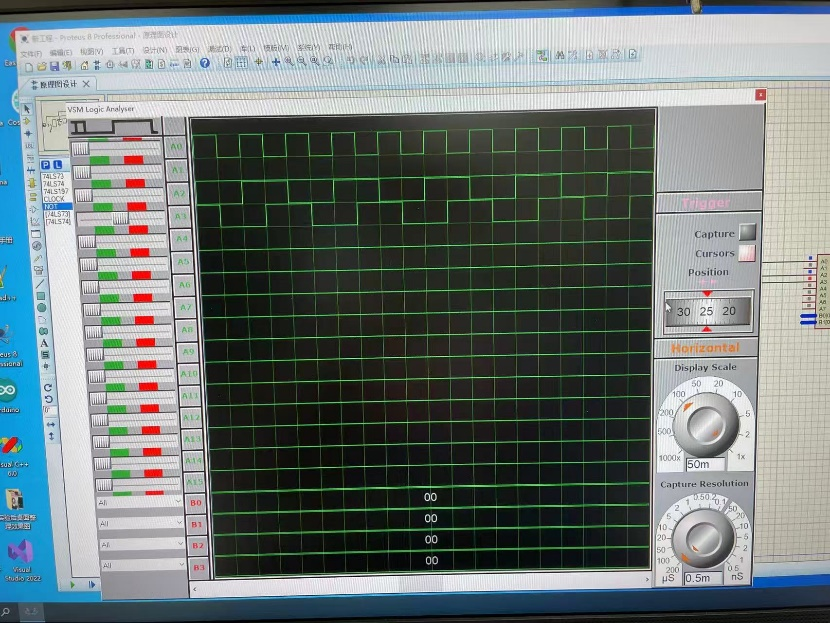 新工程 - Proteus 8 Professional - 原理图设计
文件(F) 编辑(E) 视图(V) 工具(T) 设计(N) 图表(G) 调试(D) 库(L) 模版(M) 系统(Y) 帮助(H)
原理图设计
VSM Logic Analyser
P L
74LS73
74LS74
74LS197
CLOCK
NOT
[74LS73]
[74LS74]
A0
A1
A2
A3
A4
A5
A6
A7
A8
A9
A10
A11
A12
A13
A14
A15
All B0 00
All B1 00
All B2 00
All B3 00
Trigger
Capture
Cursors
Position
30 25 20
Horizontal
Display Scale
1000x 500 200 100 50 20 10 5 2 1x
50m
Capture Resolution
200 100 50 20 10 5 2 1 0.5 0.2 50 20 10 5 2 0.5
µS 0.5m nS
Visual
Studio 2022